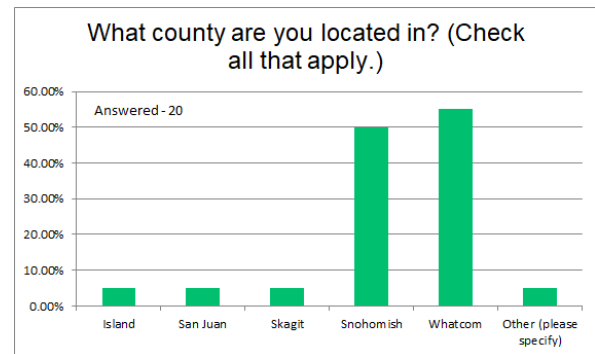 What county are you located in? (Check
all that apply.)
60.00%
Answered - 20
50.00%
40.00%
30.00%
20.00%
10.00%
0.00%
Island San Juan Skagit Snohomish Whatcom Other (please
specify)